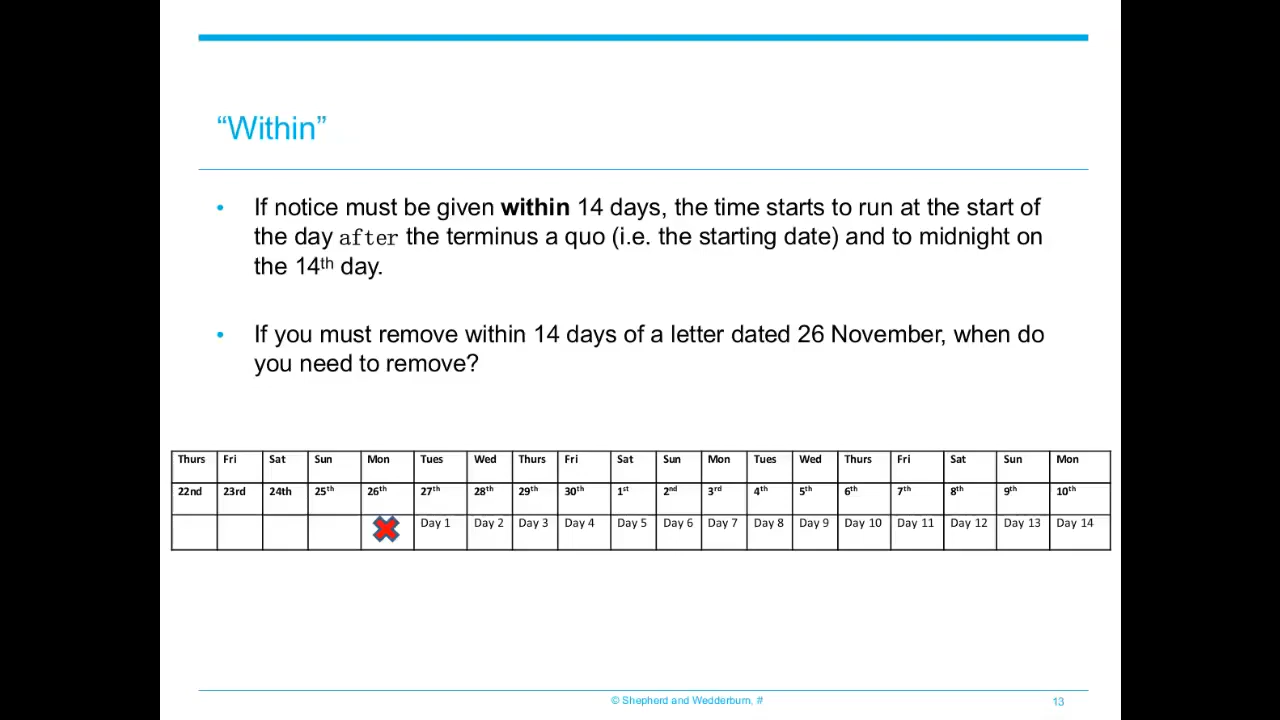 “Within”
• If notice must be given within 14 days, the time starts to run at the start of
the day after the terminus a quo (i.e. the starting date) and to midnight on
the 14th day.
• If you must remove within 14 days of a letter dated 26 November, when do
you need to remove?
Thurs Fri Sat Sun Mon Tues Wed Thurs Fri Sat Sun Mon Tues Wed Thurs Fri Sat Sun Mon
22nd 23rd 24th 25th 26th 27th 28th 29th 30th 1st 2nd 3rd 4th 5th 6th 7th 8th 9th 10th
Day 1 Day 2 Day 3 Day 4 Day 5 Day 6 Day 7 Day 8 Day 9 Day 10 Day 11 Day 12 Day 13 Day 14
© Shepherd and Wedderburn, # 13